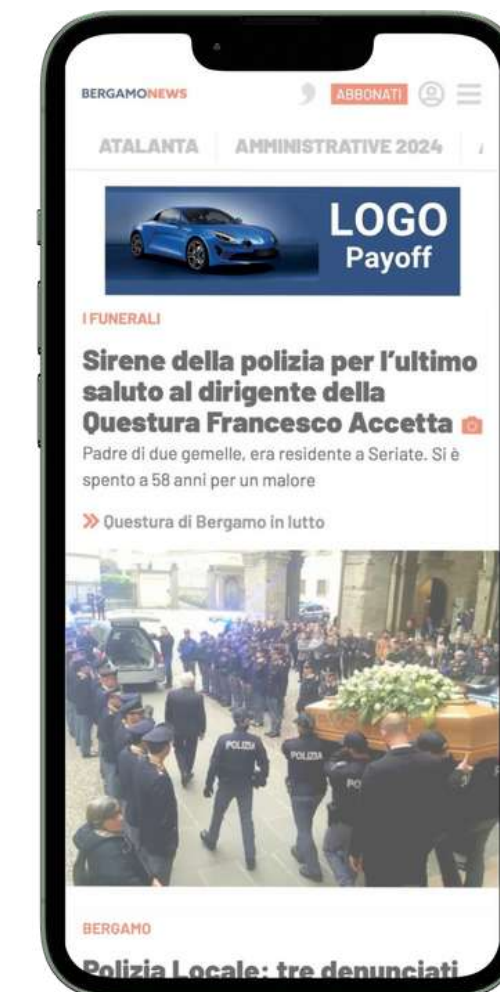 BERGAMONEWS
ABBONATI
ATALANTA
AMMINISTRATIVE 2024
LOGO
Payoff
I FUNERALI
Sirene della polizia per l'ultimo
saluto al dirigente della
Questura Francesco Accetta
Padre di due gemelle, era residente a Seriate. Si è
spento a 58 anni per un malore
Questura di Bergamo in lutto
POLIZIA
POLIZIA
PO
BERGAMO
Polizia Locale: tre denunciati